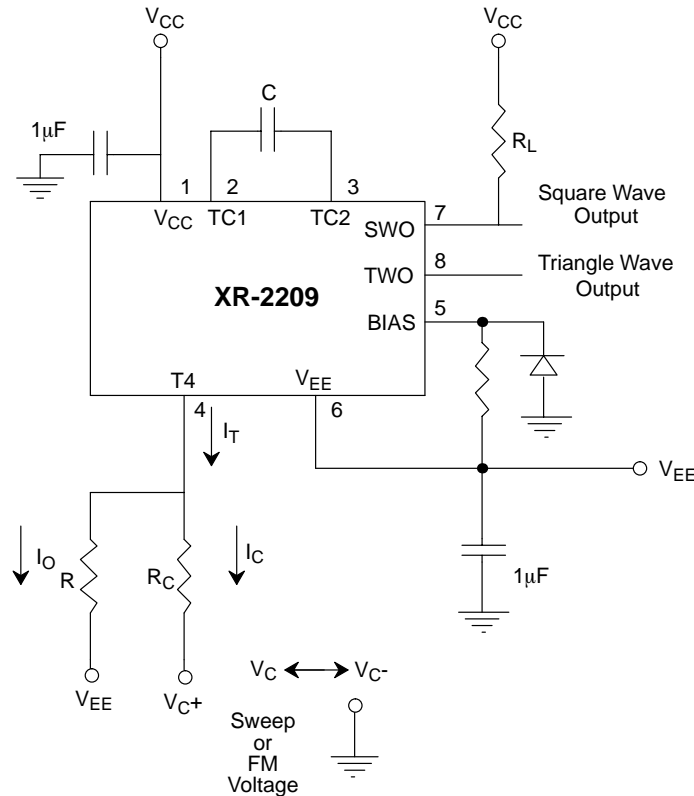 VCC
VCC
C
1µF
RL
1
2
3
VCC
TC1
TC2
7
SWO
Square Wave
Output
8
TWO
Triangle Wave
Output
XR-2209
5
BIAS
T4
VEE
4
6
IT
VEE
IO
R
RC
IC
1µF
VEE
VC+
VC
VC-
Sweep
or
FM
Voltage